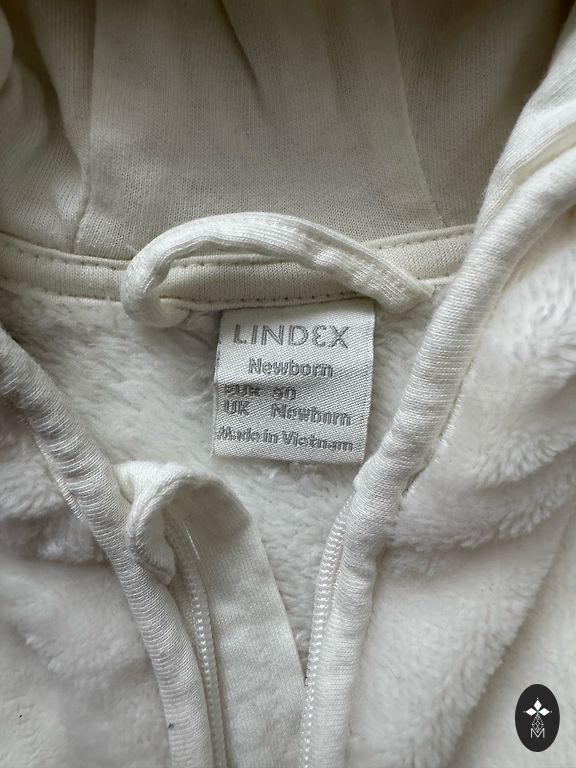 LINDEX
Newborn
EUR 50
UK Newborn
Made in Vietnam
M